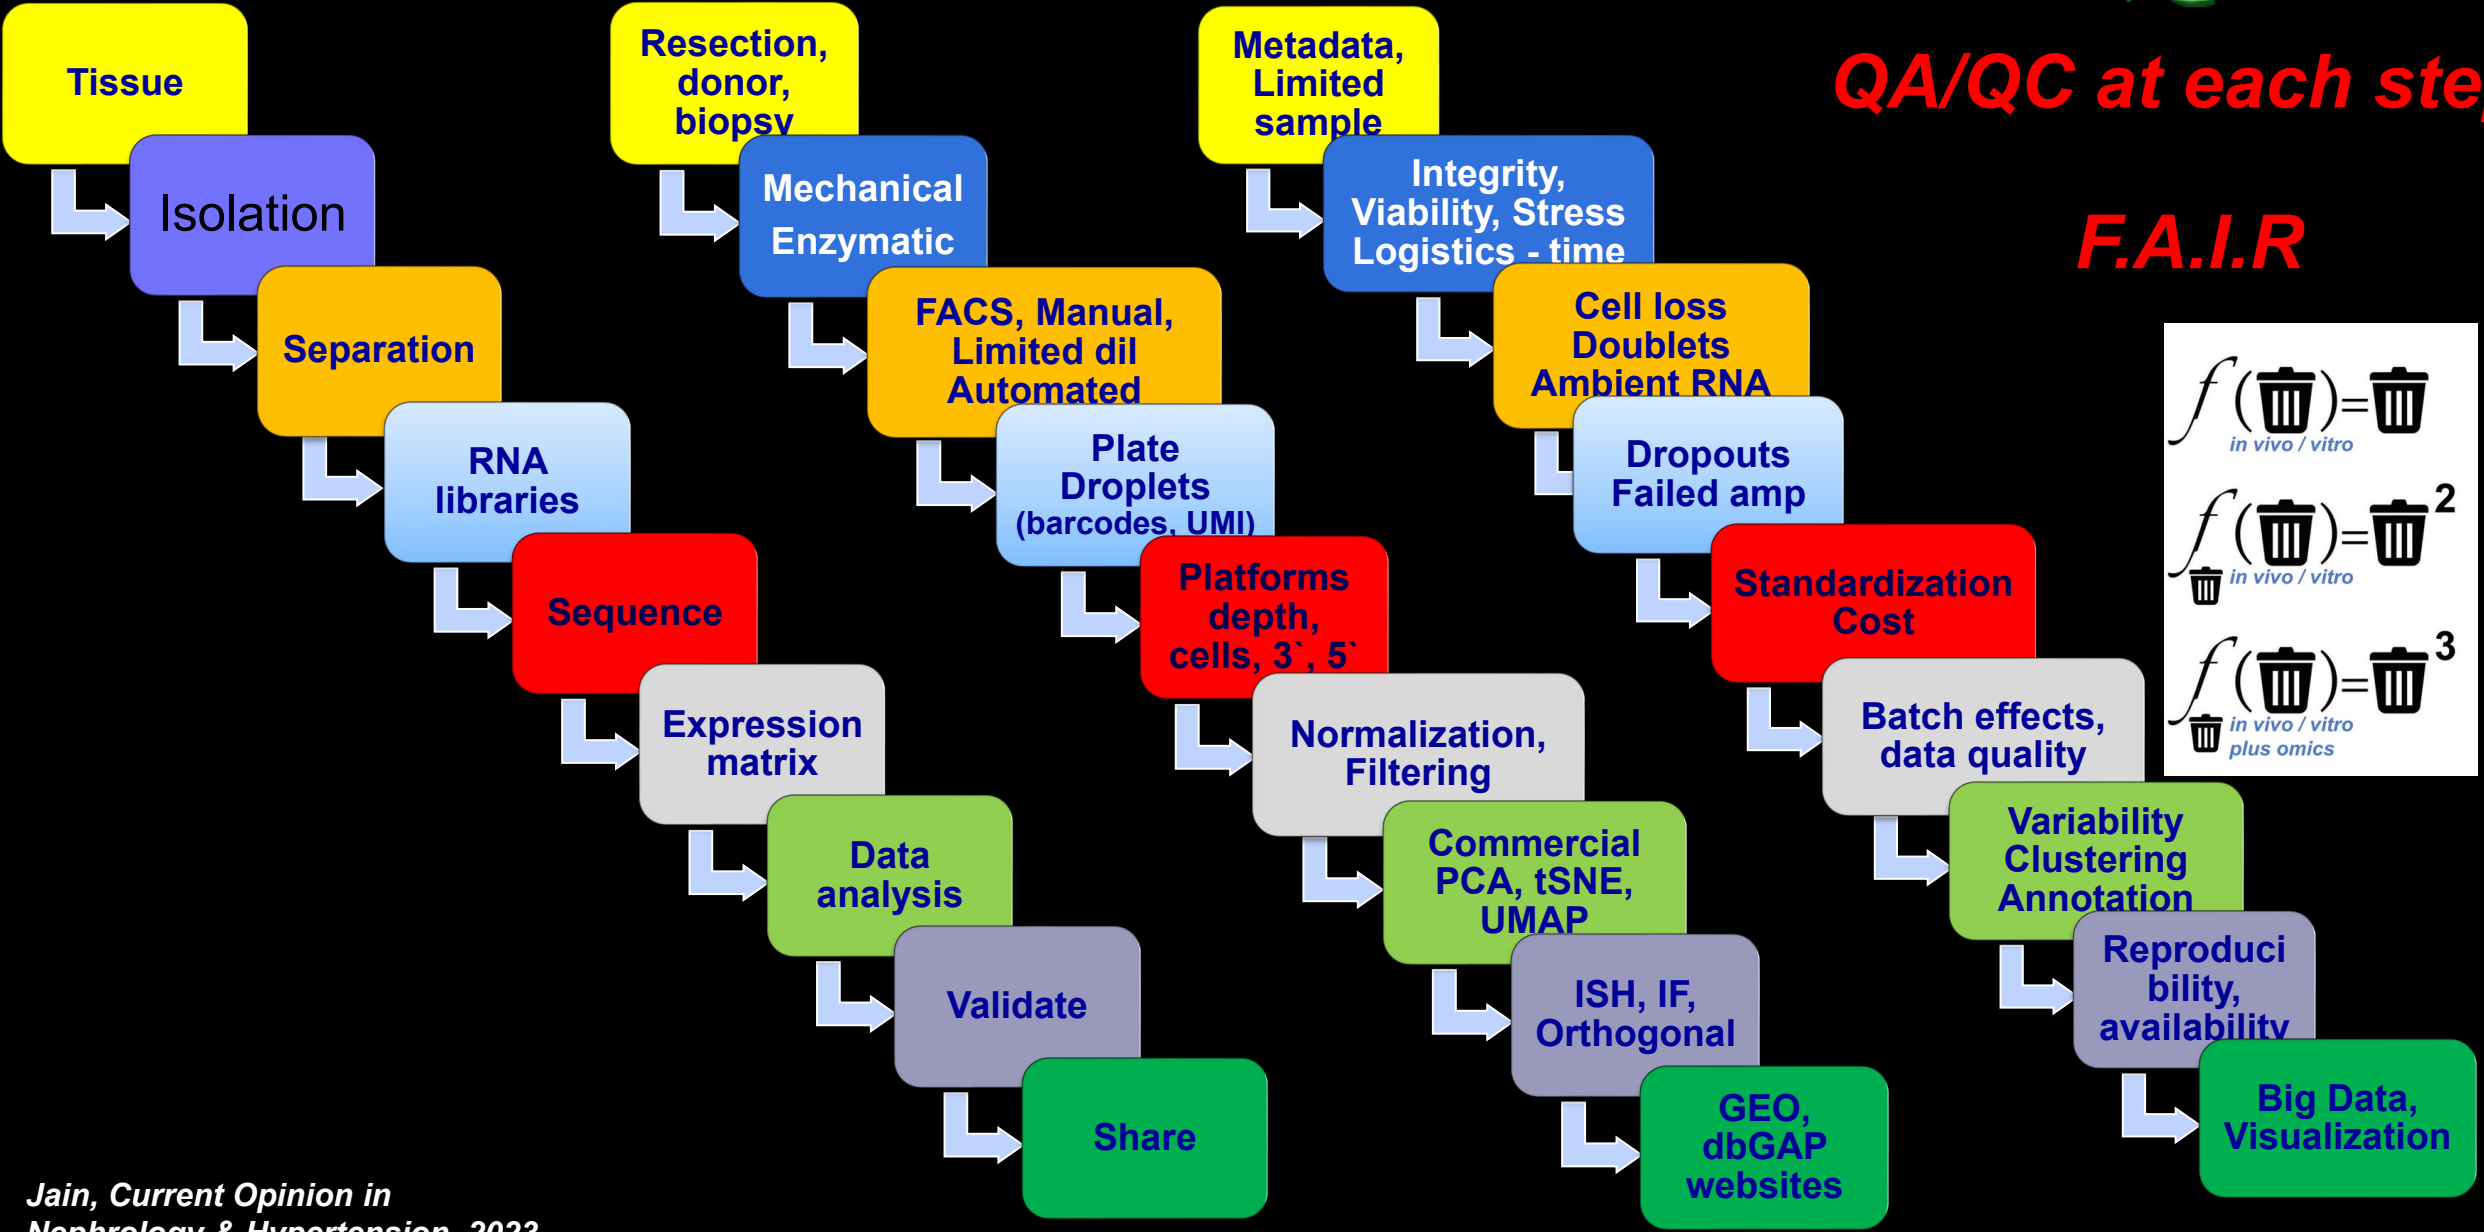 Tissue
Isolation
Separation
RNA
libraries
Sequence
Expression
matrix
Data
analysis
Validate
Share
Resection,
donor,
biopsy
Mechanical
Enzymatic
FACS, Manual,
Limited dil
Automated
Plate
Droplets
(barcodes, UMI)
Platforms
depth,
cells, 3`, 5`
Normalization,
Filtering
Commercial
PCA, tSNE,
UMAP
ISH, IF,
Orthogonal
GEO,
dbGAP
websites
Metadata,
Limited
sample
Integrity,
Viability, Stress
Logistics - time
Cell loss
Doublets
Ambient RNA
Dropouts
Failed amp
Standardization
Cost
Batch effects,
data quality
Variability
Clustering
Annotation
Reproduci
bility,
availability
Big Data,
Visualization
QA/QC at each step
F.A.I.R
f ( ) =
in vivo / vitro
f ( ) = 2
in vivo / vitro
f ( ) = 3
in vivo / vitro
plus omics
Jain, Current Opinion in
Nephrology & Hypertension, 2023